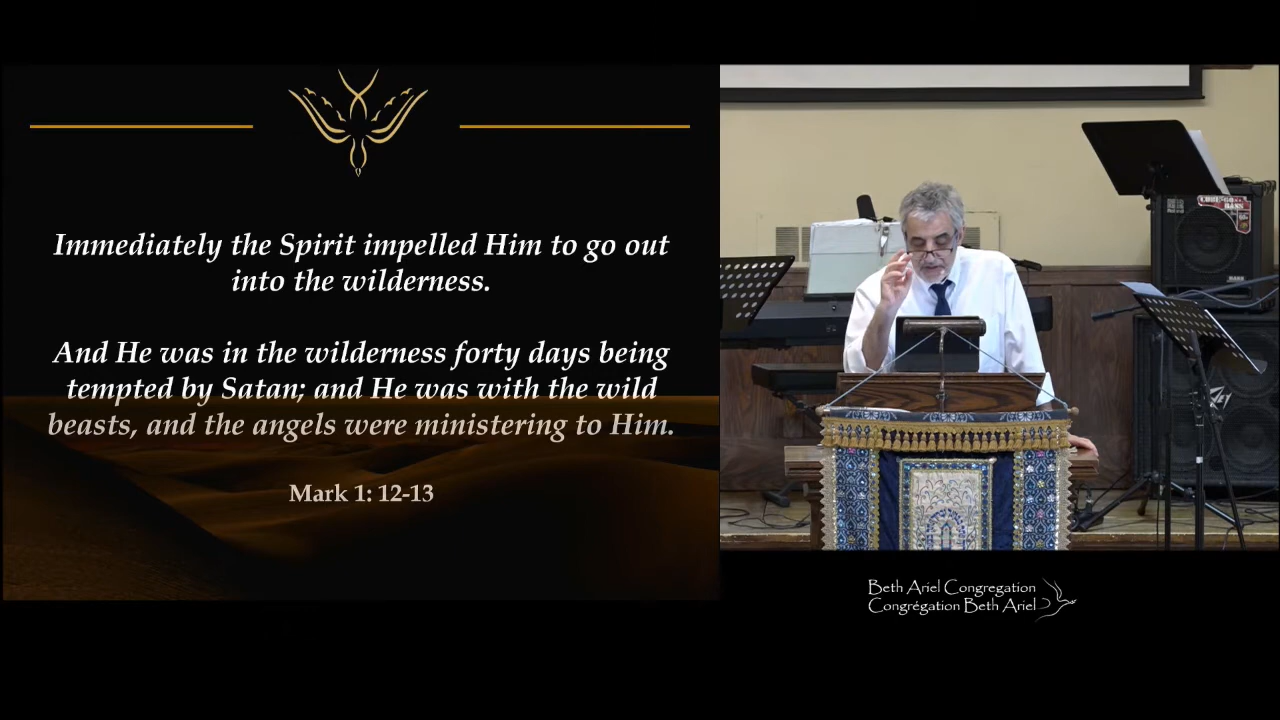 Immediately the Spirit impelled Him to go out
into the wilderness.
And He was in the wilderness forty days being
tempted by Satan; and He was with the wild
beasts, and the angels were ministering to Him.
Mark 1: 12-13
Beth Ariel Congregation
Congrégation Beth Ariel